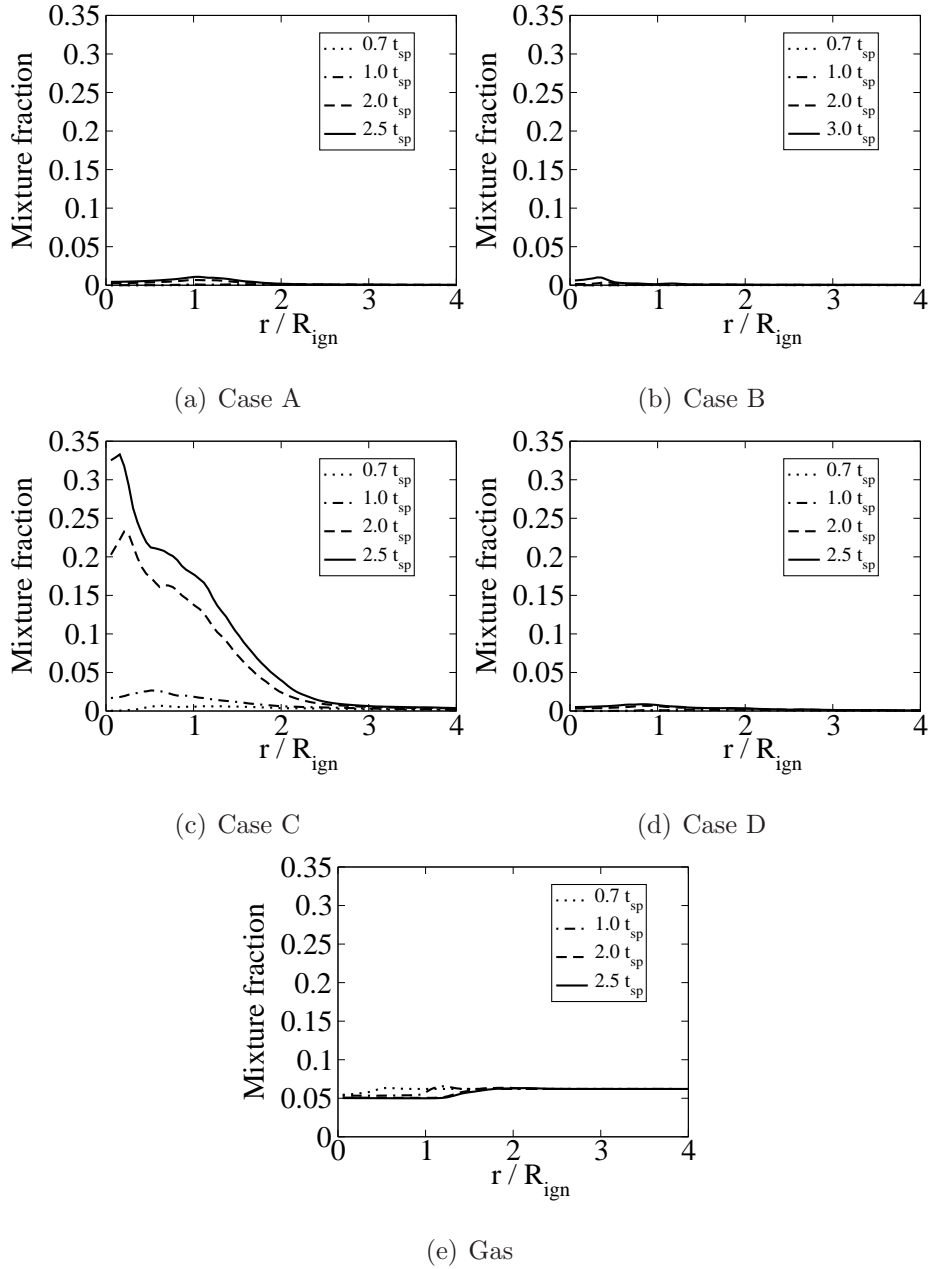 0.35
0.3
0.25
0.2
0.15
0.1
0.05
0
Mixture fraction
0 1 2 3 4
r / R_ign
0.7 t_sp
1.0 t_sp
2.0 t_sp
2.5 t_sp
(a) Case A
0.35
0.3
0.25
0.2
0.15
0.1
0.05
0
Mixture fraction
0 1 2 3 4
r / R_ign
0.7 t_sp
1.0 t_sp
2.0 t_sp
3.0 t_sp
(b) Case B
0.35
0.3
0.25
0.2
0.15
0.1
0.05
0
Mixture fraction
0 1 2 3 4
r / R_ign
0.7 t_sp
1.0 t_sp
2.0 t_sp
2.5 t_sp
(c) Case C
0.35
0.3
0.25
0.2
0.15
0.1
0.05
0
Mixture fraction
0 1 2 3 4
r / R_ign
0.7 t_sp
1.0 t_sp
2.0 t_sp
2.5 t_sp
(d) Case D
0.35
0.3
0.25
0.2
0.15
0.1
0.05
0
Mixture fraction
0 1 2 3 4
r / R_ign
0.7 t_sp
1.0 t_sp
2.0 t_sp
2.5 t_sp
(e) Gas